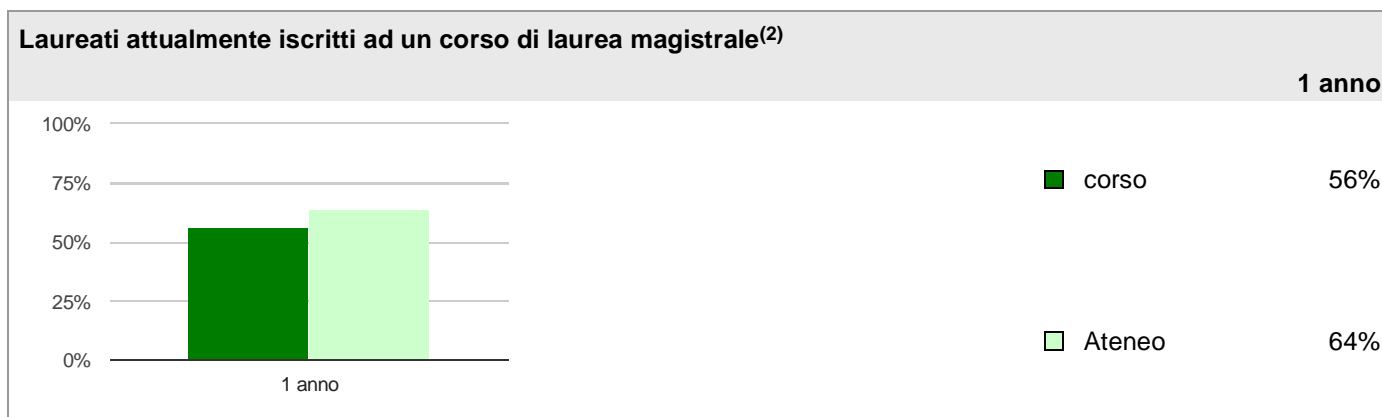 Laureati attualmente iscritti ad un corso di laurea magistrale(2)
1 anno
100%
75%
50%
25%
0%
1 anno
corso 56%
Ateneo 64%